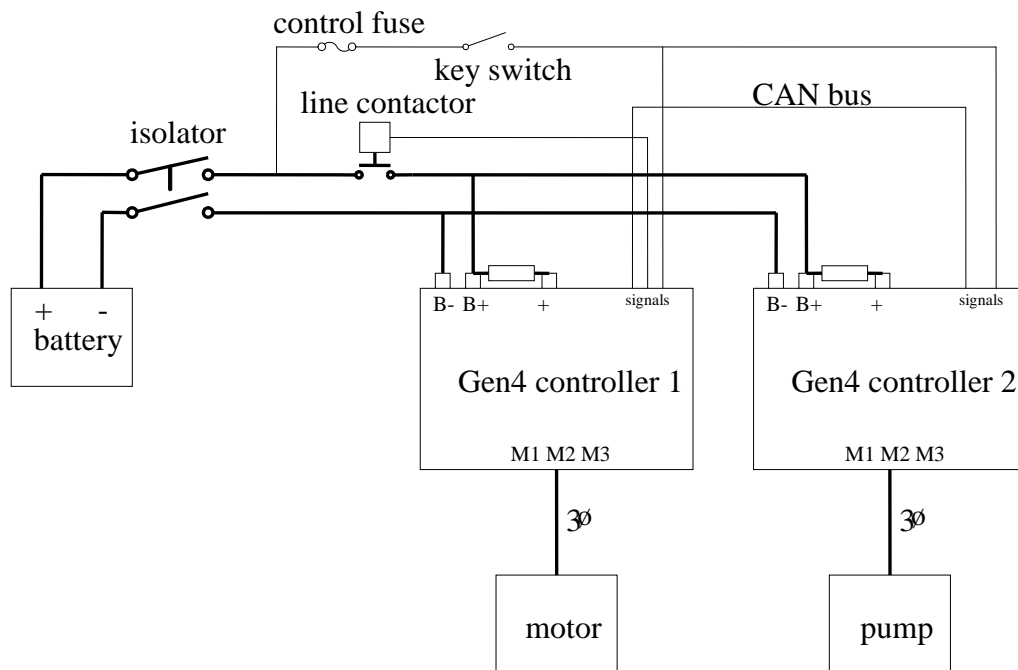 control fuse
key switch
line contactor
CAN bus
isolator
B- B+ + signals
B- B+ + signals
+ -
battery
Gen4 controller 1
Gen4 controller 2
M1 M2 M3
M1 M2 M3
3ø
3ø
motor
pump